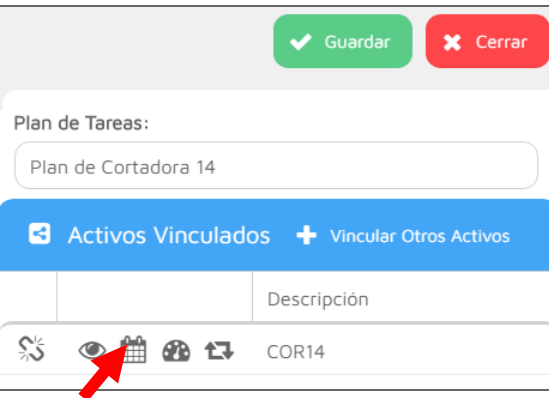 Guardar
Cerrar
Plan de Tareas:
Plan de Cortadora 14
Activos Vinculados
Vincular Otros Activos
Descripción
COR14